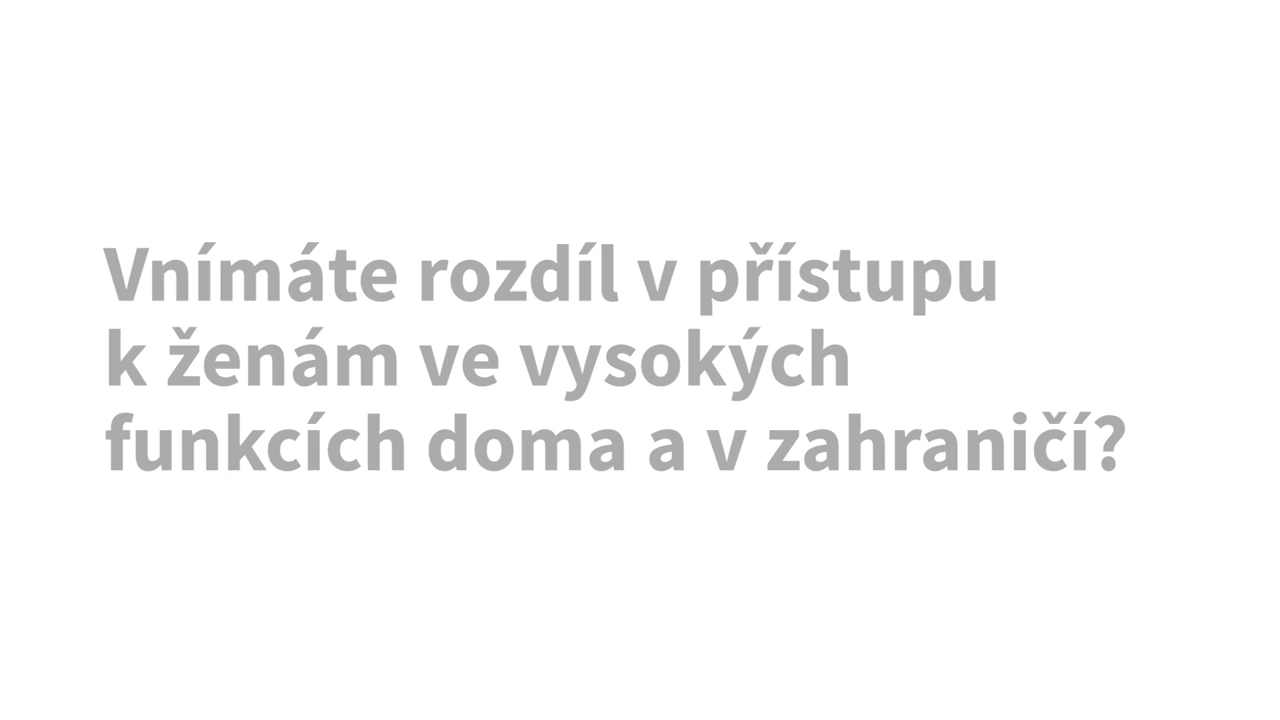 Vnímáte rozdíl v přístupu
k ženám ve vysokých
funkcích doma a v zahraničí?